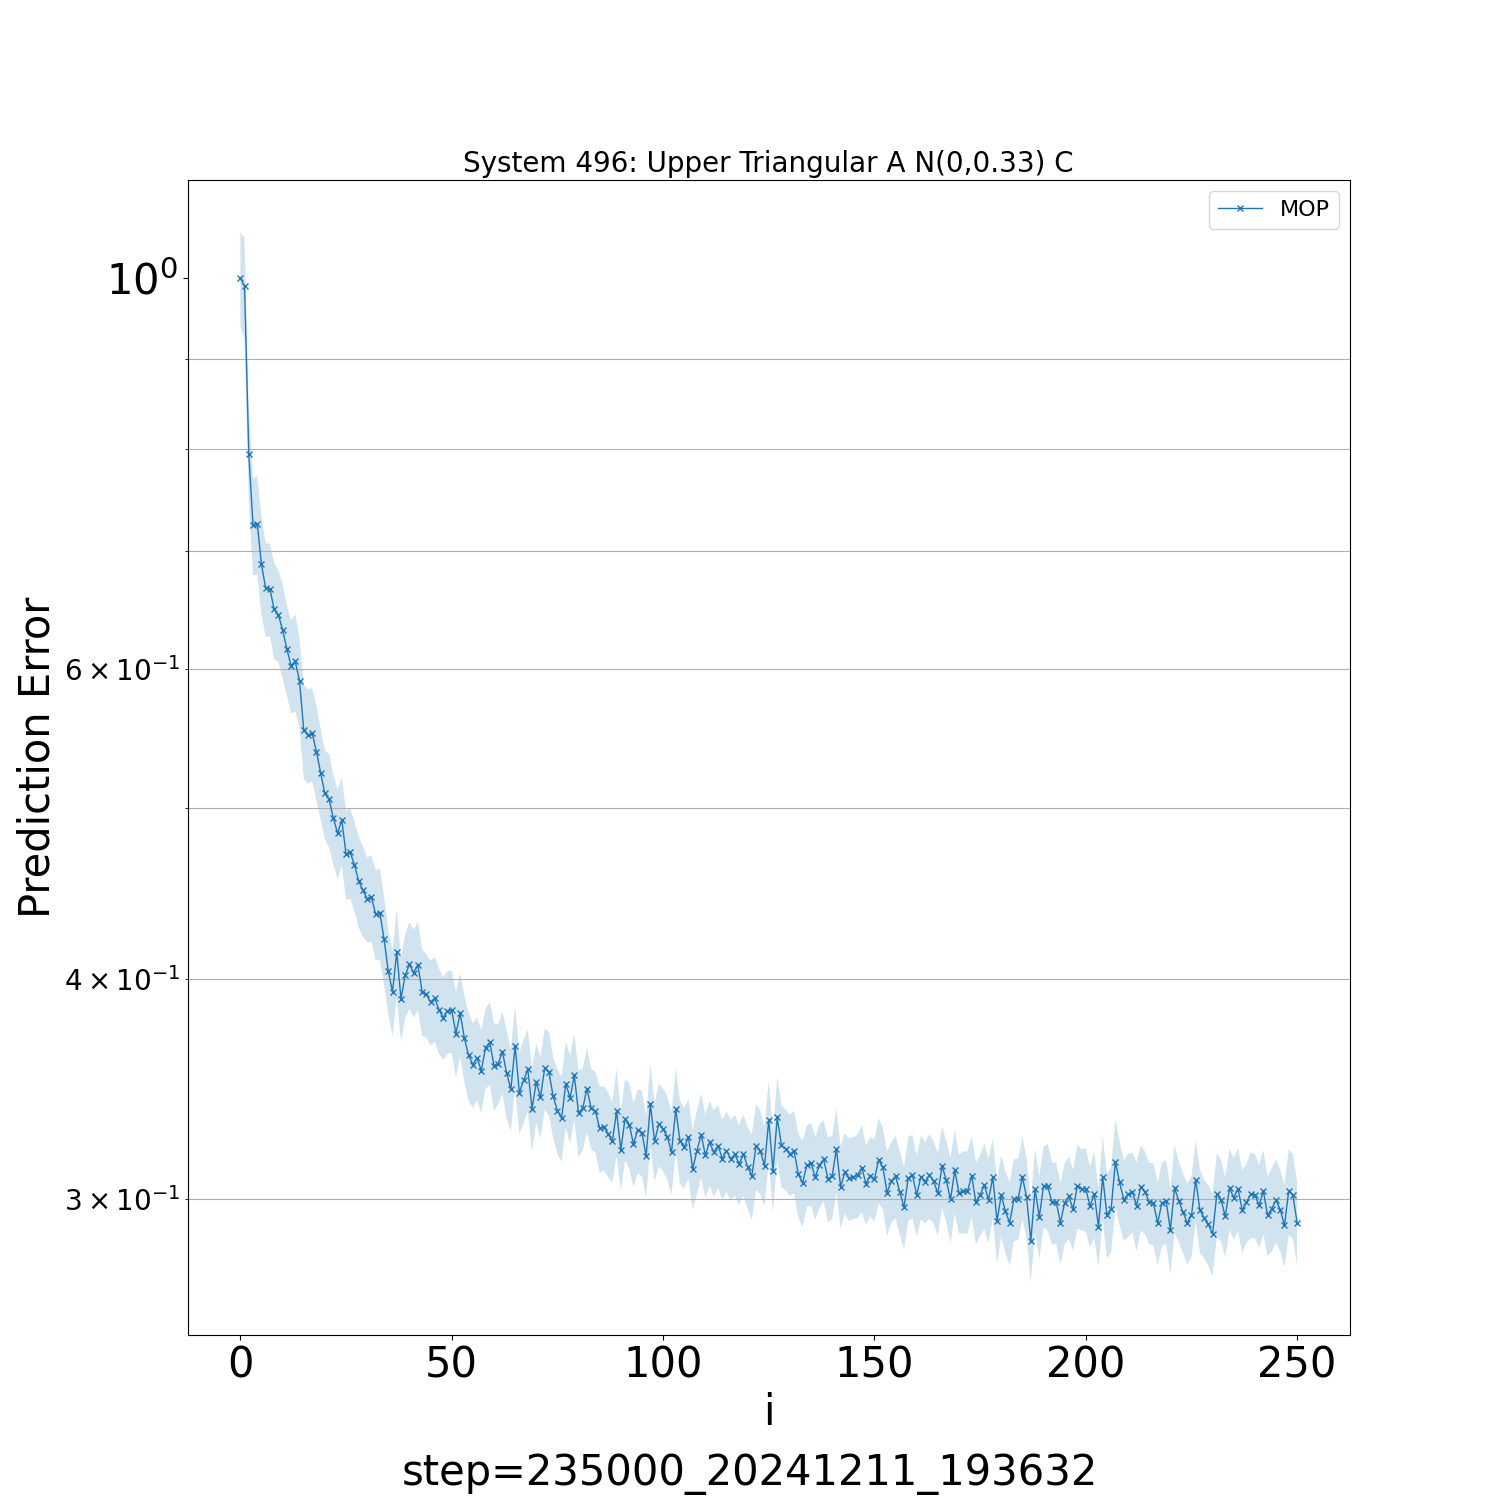 System 496: Upper Triangular A N(0,0.33) C
MOP
10⁰
6 × 10⁻¹
4 × 10⁻¹
3 × 10⁻¹
Prediction Error
0 50 100 150 200 250
i
step=235000_20241211_193632